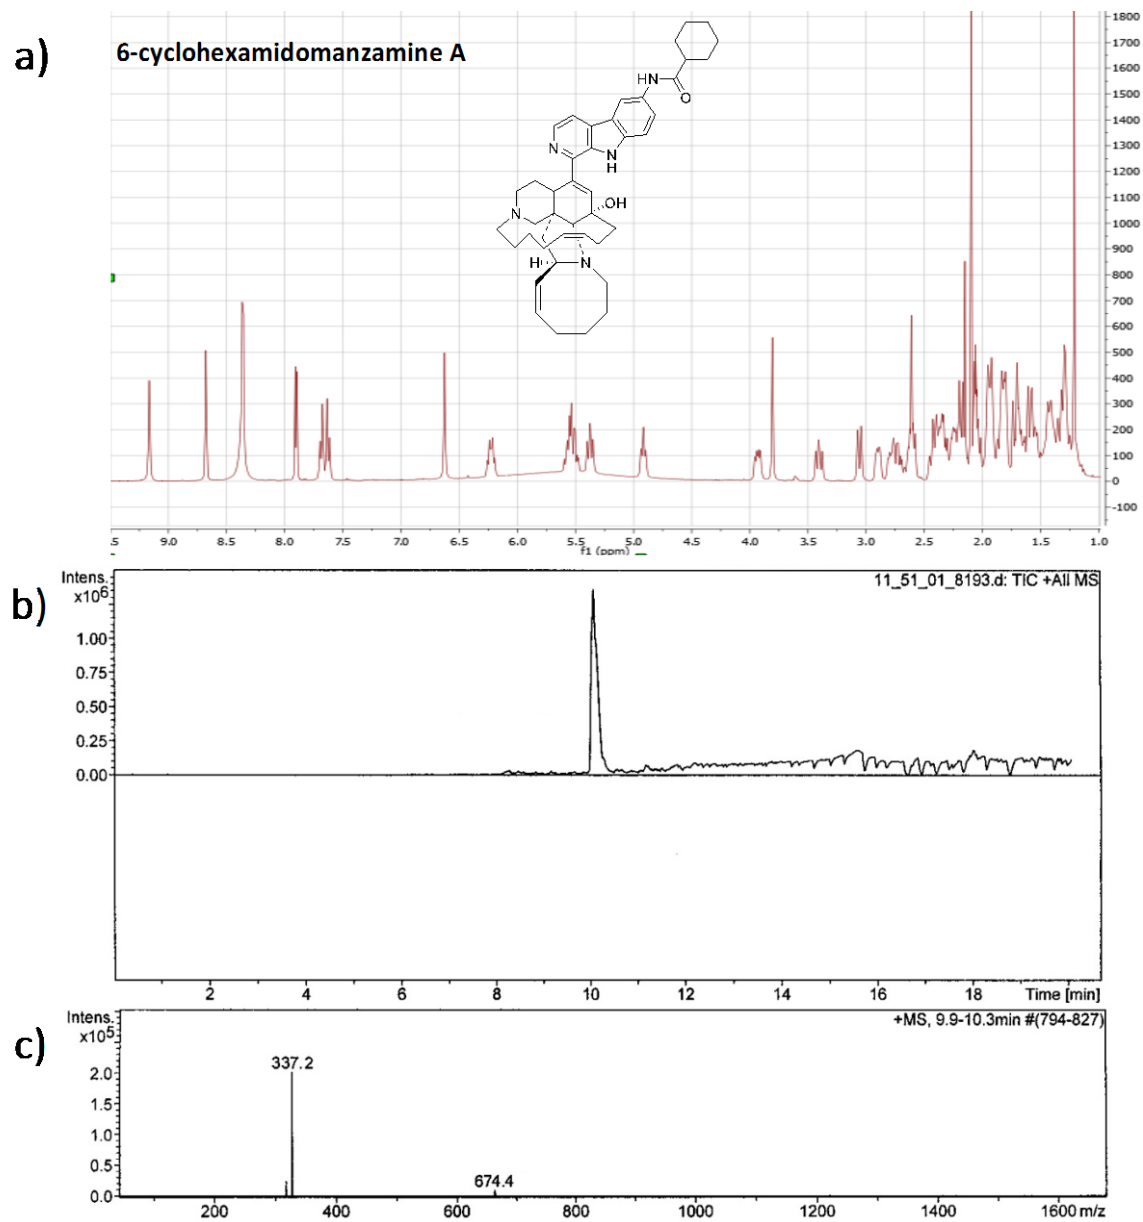 a)
6-cyclohexamidomanzamine A
HN
O
N
N
H
N
OH
H
N
1800
1700
1600
1500
1400
1300
1200
1100
1000
900
800
700
600
500
400
300
200
100
0
-100
.5 9.0 8.5 8.0 7.5 7.0 6.5 6.0 5.5 5.0 4.5 4.0 3.5 3.0 2.5 2.0 1.5 1.0
f1 (ppm)
b)
Intens.
x10⁶
11_51_01_8193.d: TIC +All MS
1.00
0.75
0.50
0.25
0.00
2 4 6 8 10 12 14 16 18 Time [min]
c)
Intens.
x10⁵
+MS, 9.9-10.3min #(794-827)
337.2
2.0
1.5
1.0
0.5
0.0
674.4
200 400 600 800 1000 1200 1400 1600 m/z